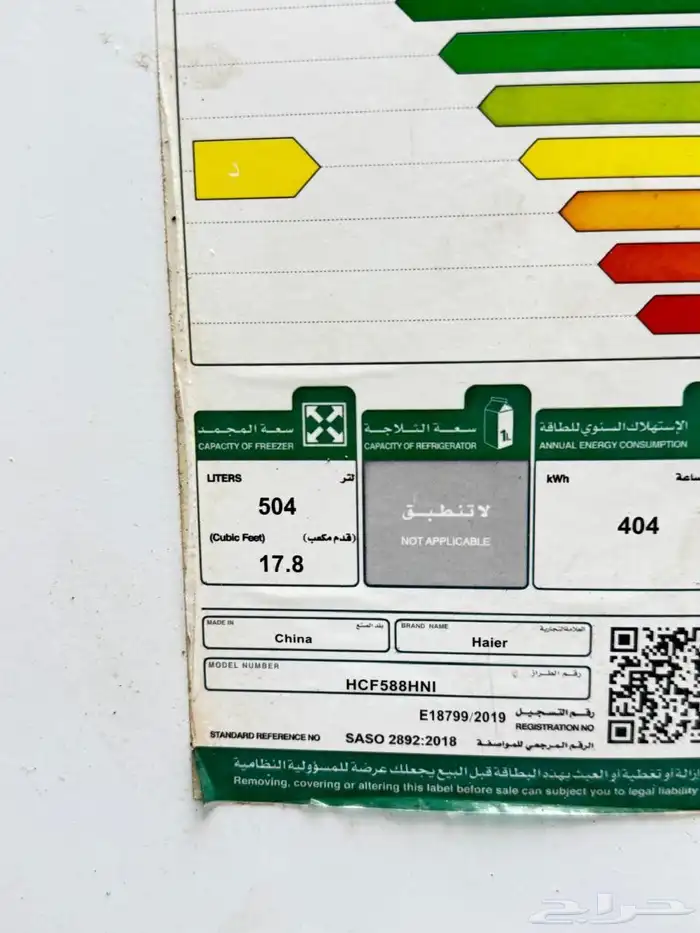 د
سعة المجمد
CAPACITY OF FREEZER
LITERS لتر
504
(Cubic Feet) (قدم مكعب)
17.8
سعة الثلاجة
CAPACITY OF REFRIGERATOR
1L
لا تنطبق
NOT APPLICABLE
الإستهلاك السنوي للطاقة
ANNUAL ENERGY CONSUMPTION
kWh
404
MADE IN بلد الصنع
China
BRAND NAME العلامة التجارية
Haier
MODEL NUMBER رقم الطراز
HCF588HNI
E18799/2019 رقم التسجيل
REGISTRATION NO
STANDARD REFERENCE NO SASO 2892:2018 الرقم المرجعي للمواصفة
إزالة أو تغطية أو العبث بهذه البطاقة قبل البيع يجعلك عرضة للمسؤولية النظامية
Removing, covering or altering this label before sale can subject you to legal liability
حراج